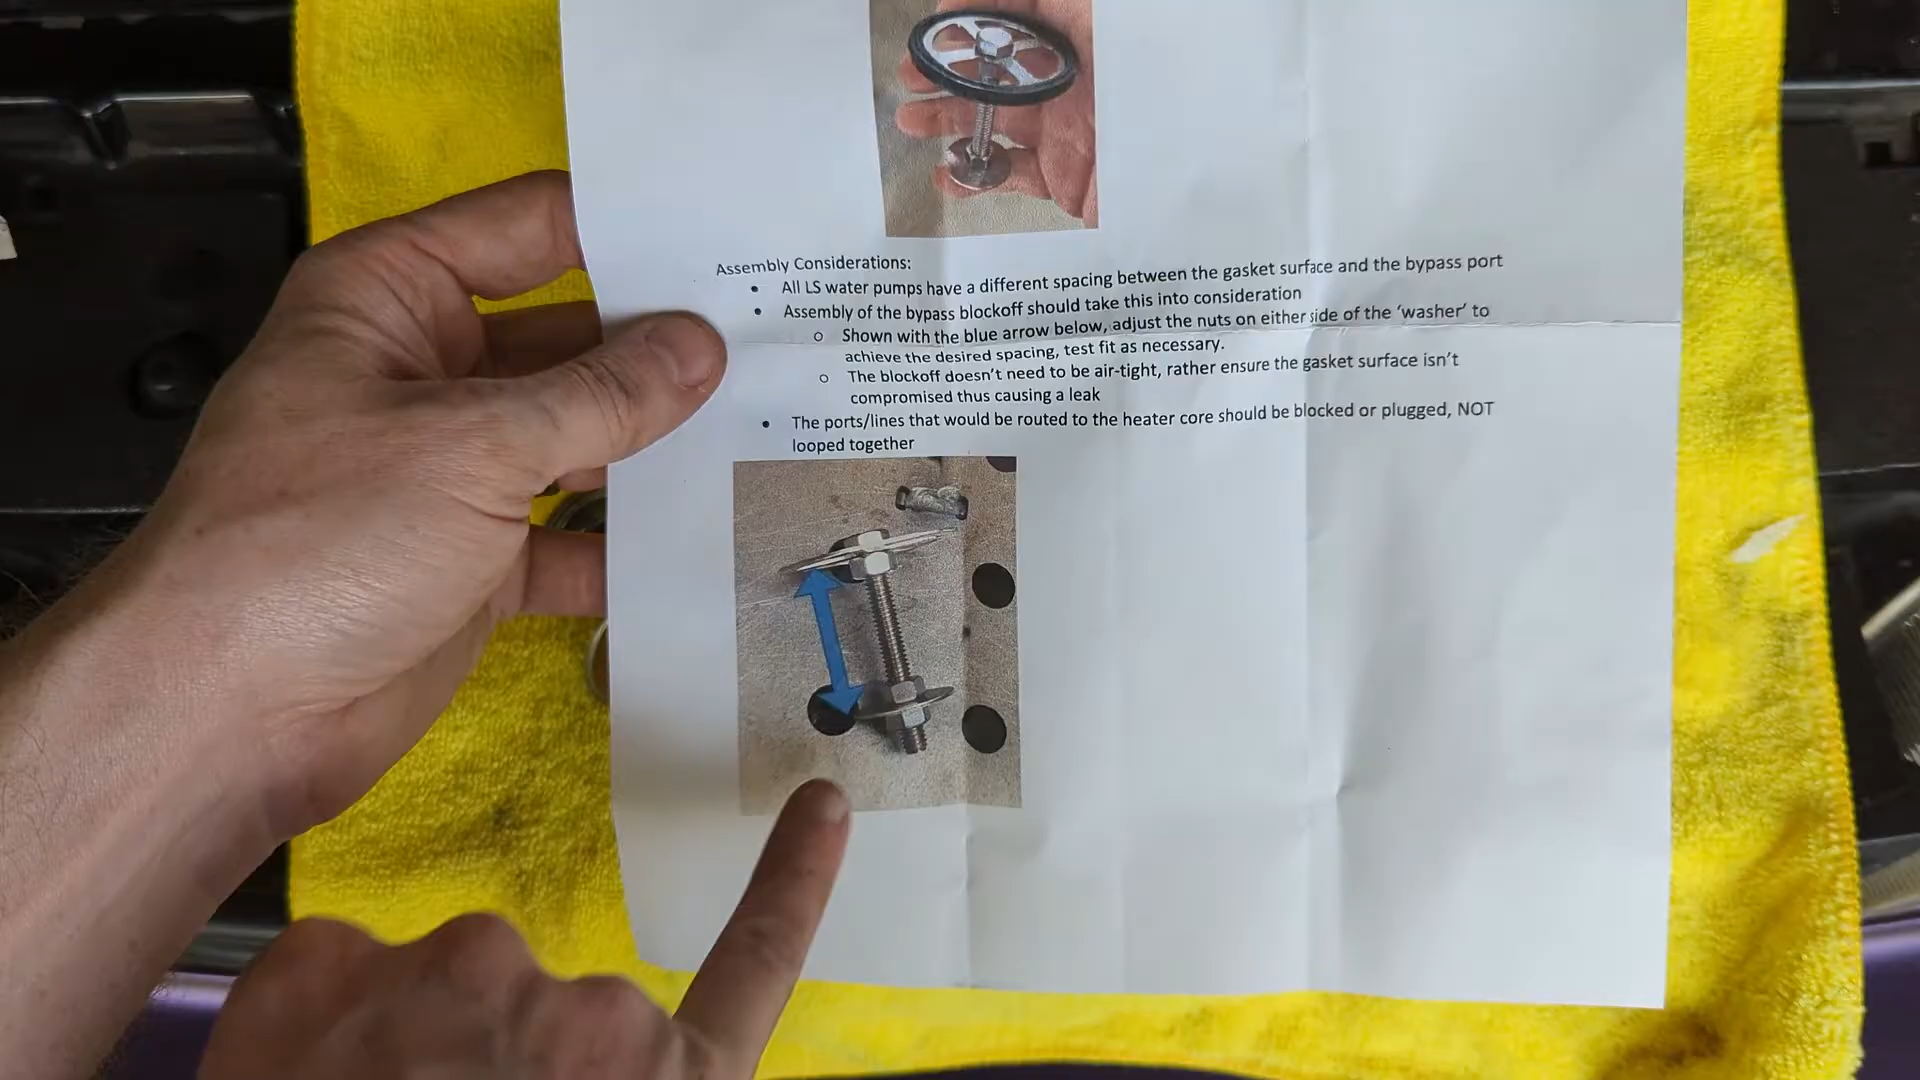 Assembly Considerations:
• All LS water pumps have a different spacing between the gasket surface and the bypass port
• Assembly of the bypass blockoff should take this into consideration
o Shown with the blue arrow below, adjust the nuts on either side of the 'washer' to
achieve the desired spacing, test fit as necessary.
o The blockoff doesn't need to be air-tight, rather ensure the gasket surface isn't
compromised thus causing a leak
• The ports/lines that would be routed to the heater core should be blocked or plugged, NOT
looped together